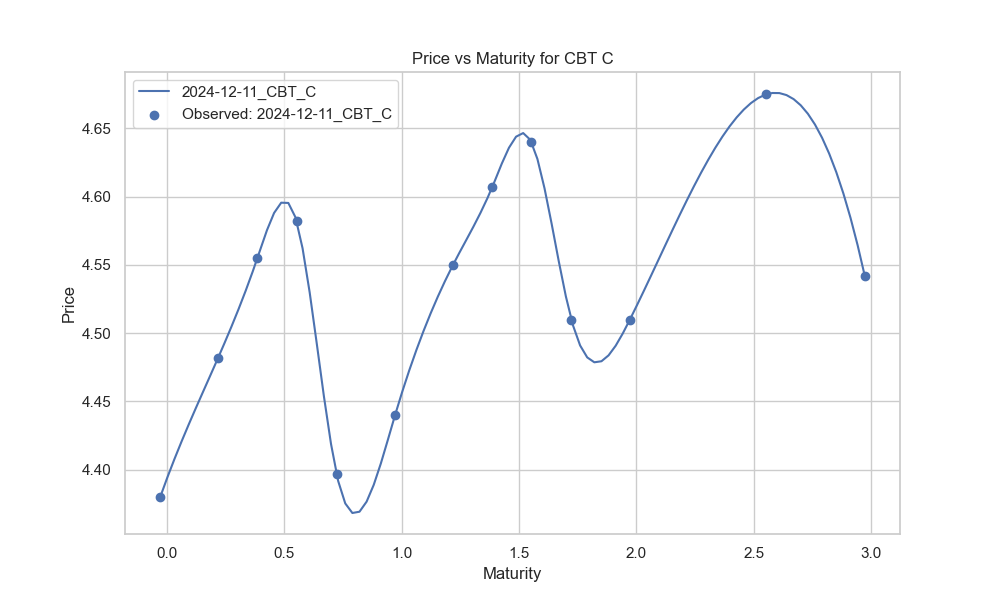 Price vs Maturity for CBT C
2024-12-11_CBT_C
Observed: 2024-12-11_CBT_C
Price
4.65
4.60
4.55
4.50
4.45
4.40
0.0 0.5 1.0 1.5 2.0 2.5 3.0
Maturity